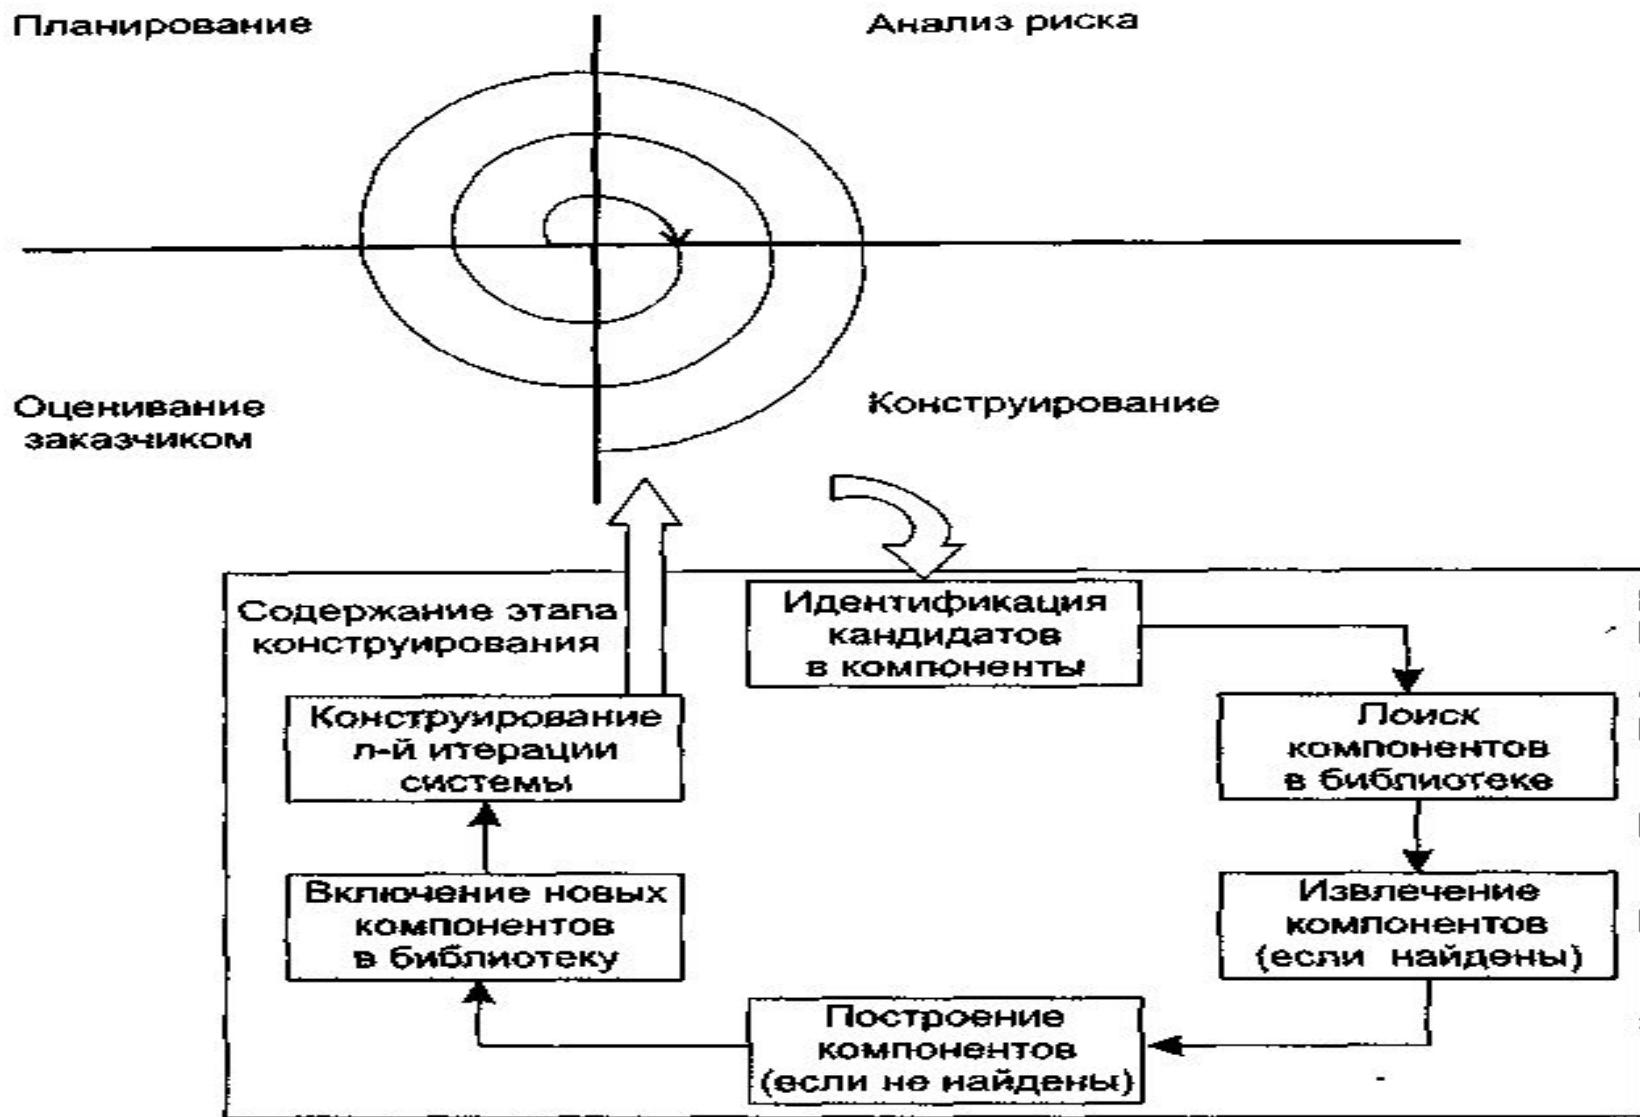 Планирование
Анализ риска
Оценивание
заказчиком
Конструирование
Содержание этапа
конструирования
Идентификация
кандидатов
в компоненты
Поиск
компонентов
в библиотеке
Извлечение
компонентов
(если найдены)
Построение
компонентов
(если не найдены)
Включение новых
компонентов
в библиотеку
Конструирование
л-й итерации
системы